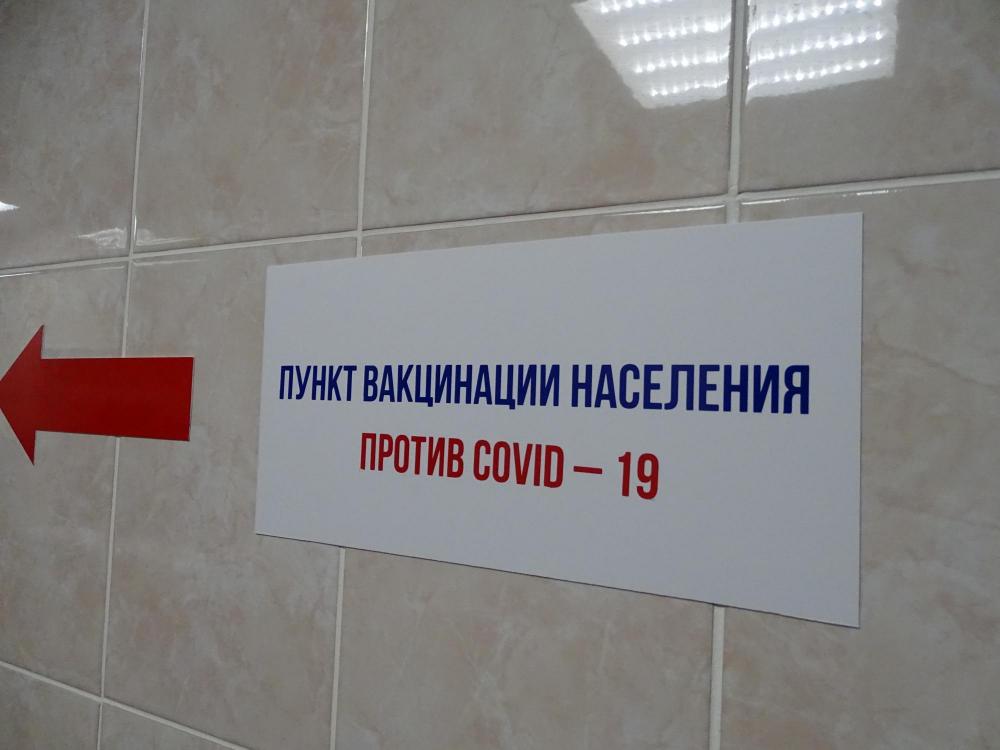 ПУНКТ ВАКЦИНАЦИИ НАСЕЛЕНИЯ
ПРОТИВ COVID – 19